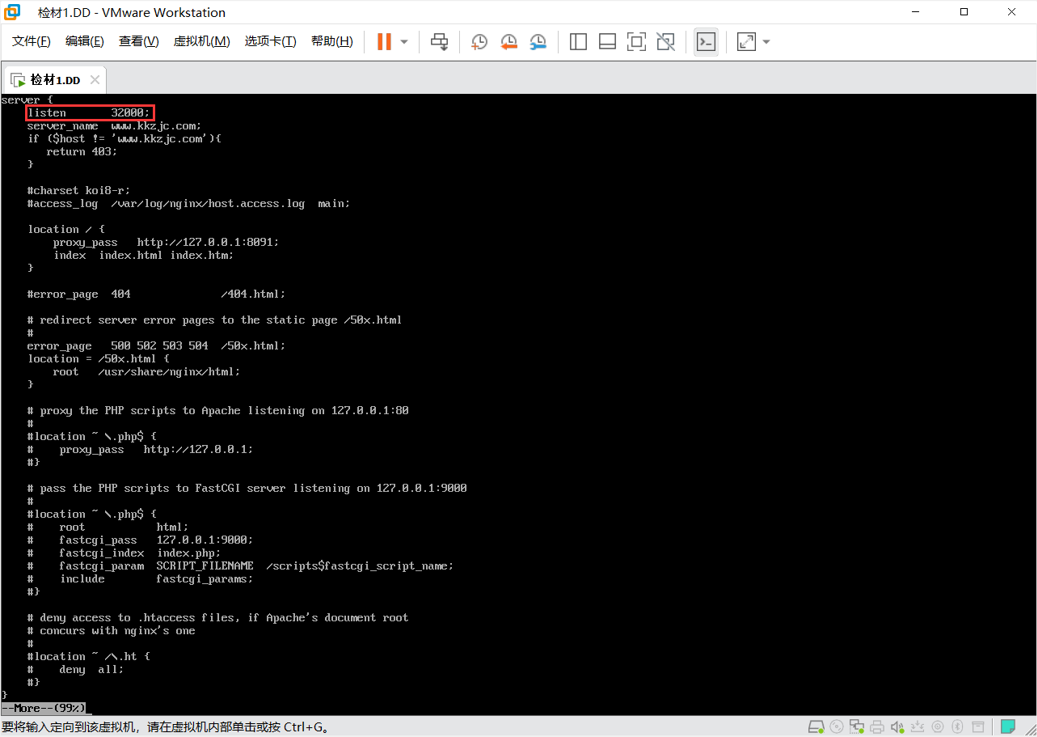 检材1.DD - VMware Workstation
文件(F) 编辑(E) 查看(V) 虚拟机(M) 选项卡(T) 帮助(H)
检材1.DD
server {
    listen       32000;
    server_name  www.kkzjc.com;
    if ($host != 'www.kkzjc.com'){
       return 403;
    }
    #charset koi8-r;
    #access_log  /var/log/nginx/host.access.log  main;
    location / {
        proxy_pass   http://127.0.0.1:8091;
        index  index.html index.htm;
    }
    #error_page  404              /404.html;
    # redirect server error pages to the static page /50x.html
    #
    error_page   500 502 503 504  /50x.html;
    location = /50x.html {
        root   /usr/share/nginx/html;
    }
    # proxy the PHP scripts to Apache listening on 127.0.0.1:80
    #
    #location ~ \.php$ {
    #    proxy_pass   http://127.0.0.1;
    #}
    # pass the PHP scripts to FastCGI server listening on 127.0.0.1:9000
    #
    #location ~ \.php$ {
    #    root           html;
    #    fastcgi_pass   127.0.0.1:9000;
    #    fastcgi_index  index.php;
    #    fastcgi_param  SCRIPT_FILENAME  /scripts$fastcgi_script_name;
    #    include        fastcgi_params;
    #}
    # deny access to .htaccess files, if Apache's document root
    # concurs with nginx's one
    #
    #location ~ /\.ht {
    #    deny  all;
    #}
}
--More--(99%)_
要将输入定向到该虚拟机，请在虚拟机内部单击或按 Ctrl+G。